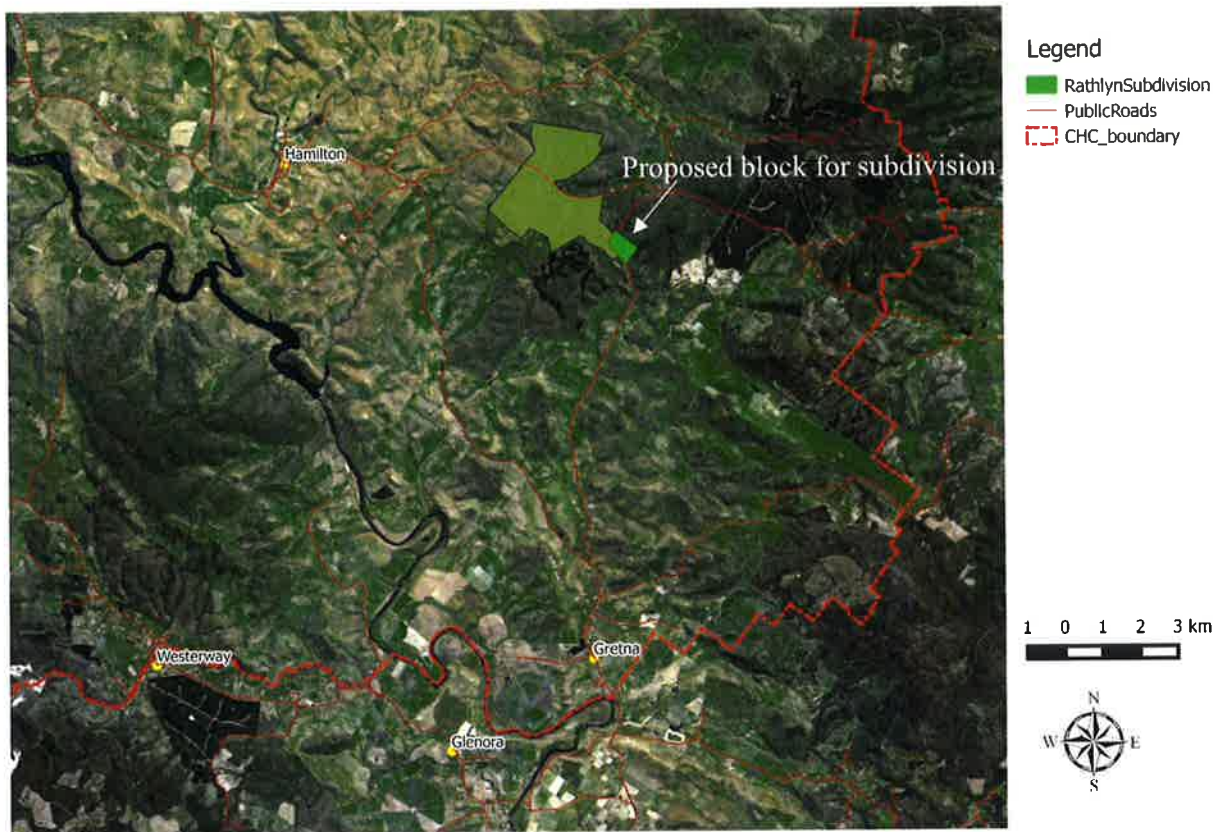 Legend
RathlynSubdivision
PublicRoads
CHC_boundary
Hamilton
Proposed block for subdivision
Westerway
Gretna
Glenora
1 0 1 2 3 km
N
W E
S